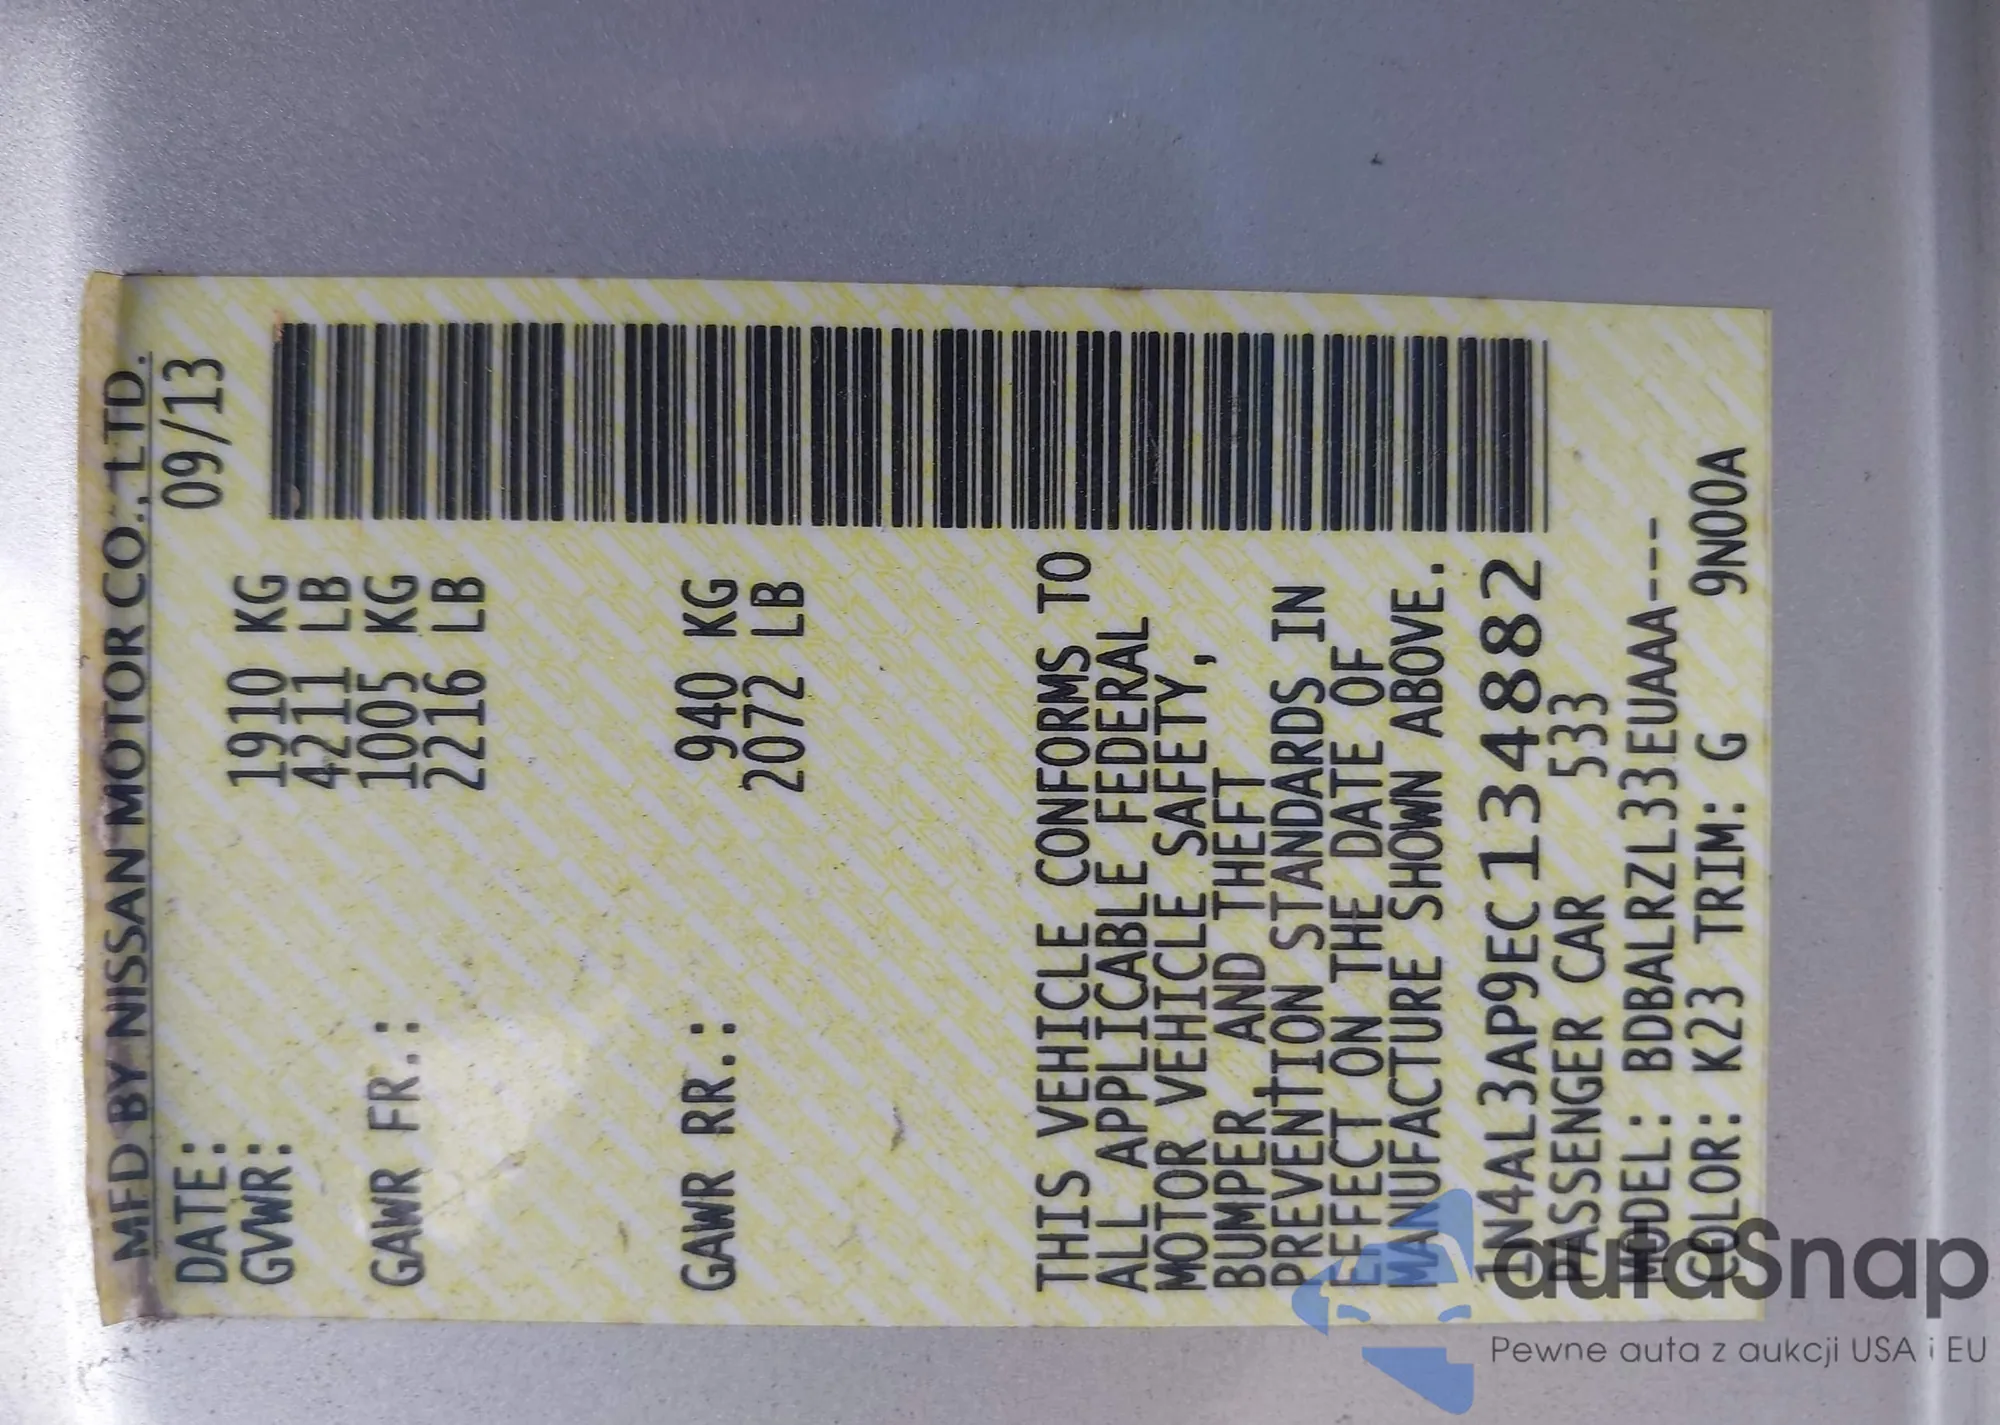 MFD BY NISSAN MOTOR CO., LTD.
DATE: 09/13
GVWR: 1910 KG
4211 LB
GAWR FR.: 1005 KG
2216 LB
GAWR RR.: 940 KG
2072 LB
THIS VEHICLE CONFORMS TO
ALL APPLICABLE FEDERAL
MOTOR VEHICLE SAFETY,
BUMPER, AND THEFT
PREVENTION STANDARDS IN
EFFECT ON THE DATE OF
MANUFACTURE SHOWN ABOVE.
1N4AL3AP9EC134882
PASSENGER CAR 533
MODEL: BDBALRZL33EUAAA---
COLOR: K23 TRIM: G 9N00A
autaSnap
Pewne auta z aukcji USA i EU